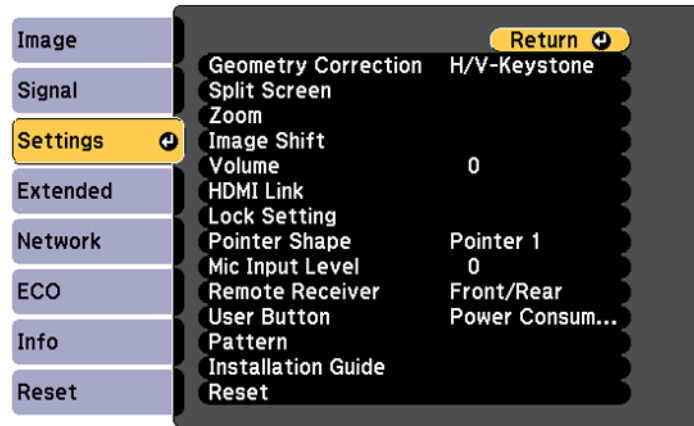 Image
Signal
Settings
Extended
Network
ECO
Info
Reset
Return
Geometry Correction H/V-Keystone
Split Screen
Zoom
Image Shift
Volume 0
HDMI Link
Lock Setting
Pointer Shape Pointer 1
Mic Input Level 0
Remote Receiver Front/Rear
User Button Power Consum...
Pattern
Installation Guide
Reset